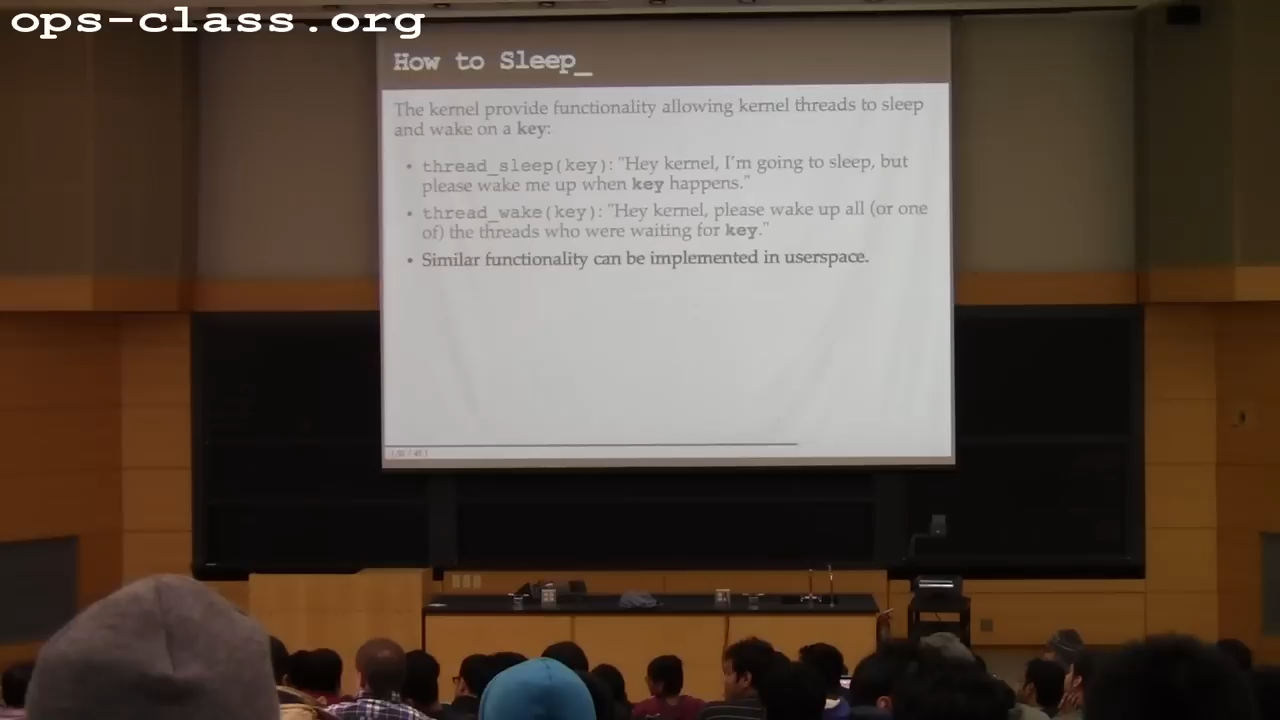 ops-class.org
How to Sleep_
The kernel provide functionality allowing kernel threads to sleep
and wake on a key:
• thread_sleep(key): "Hey kernel, I'm going to sleep, but
please wake me up when key happens."
• thread_wake(key): "Hey kernel, please wake up all (or one
of) the threads who were waiting for key."
• Similar functionality can be implemented in userspace.